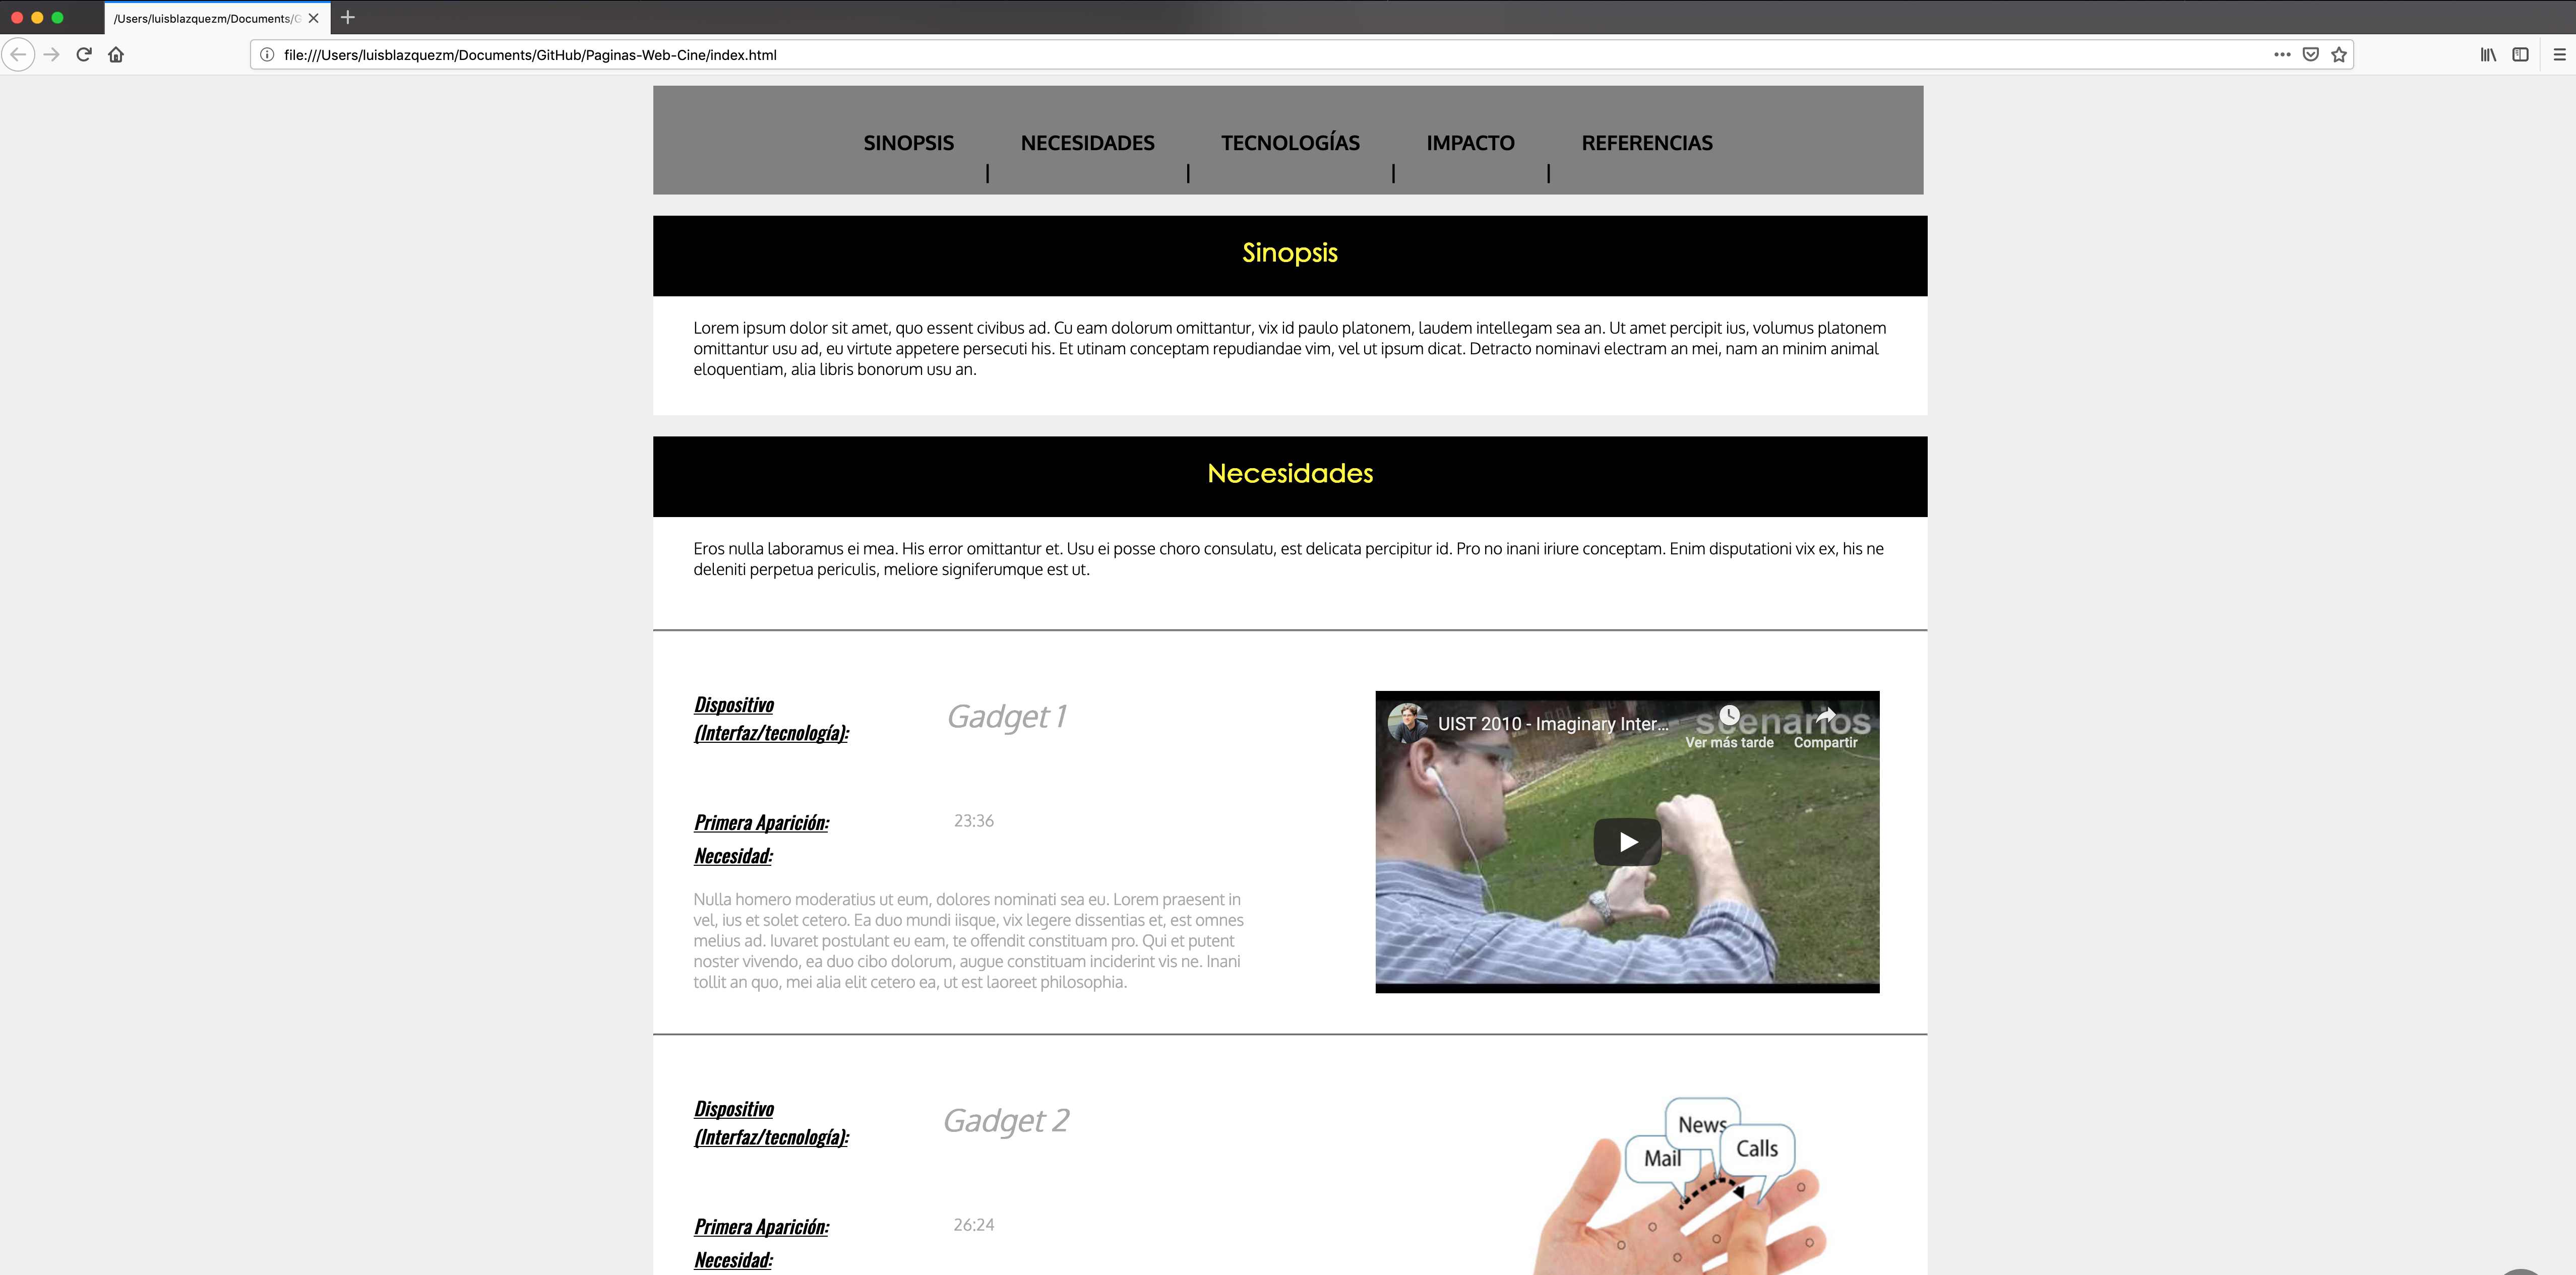 /Users/luisblazquezm/Documents/G
file:///Users/luisblazquezm/Documents/GitHub/Paginas-Web-Cine/index.html
SINOPSIS | NECESIDADES | TECNOLOGÍAS | IMPACTO | REFERENCIAS
Sinopsis
Lorem ipsum dolor sit amet, quo essent civibus ad. Cu eam dolorum omittantur, vix id paulo platonem, laudem intellegam sea an. Ut amet percipit ius, volumus platonem
omittantur usu ad, eu virtute appetere persecuti his. Et utinam conceptam repudiandae vim, vel ut ipsum dicat. Detracto nominavi electram an mei, nam an minim animal
eloquentiam, alia libris bonorum usu an.
Necesidades
Eros nulla laboramus ei mea. His error omittantur et. Usu ei posse choro consulatu, est delicata percipitur id. Pro no inani iriure conceptam. Enim disputationi vix ex, his ne
deleniti perpetua periculis, meliore signiferumque est ut.
Dispositivo
(Interfaz/tecnología):
Gadget 1
Primera Aparición:
23:36
Necesidad:
Nulla homero moderatius ut eum, dolores nominati sea eu. Lorem praesent in
vel, ius et solet cetero. Ea duo mundi iisque, vix legere dissentias et, est omnes
melius ad. Iuvaret postulant eu eam, te offendit constituam pro. Qui et putent
noster vivendo, ea duo cibo dolorum, augue constituam inciderint vis ne. Inani
tollit an quo, mei alia elit cetero ea, ut est laoreet philosophia.
UIST 2010 - Imaginary Inter...
scenarios
Ver más tarde
Compartir
Dispositivo
(Interfaz/tecnología):
Gadget 2
Primera Aparición:
26:24
Necesidad:
News
Mail
Calls